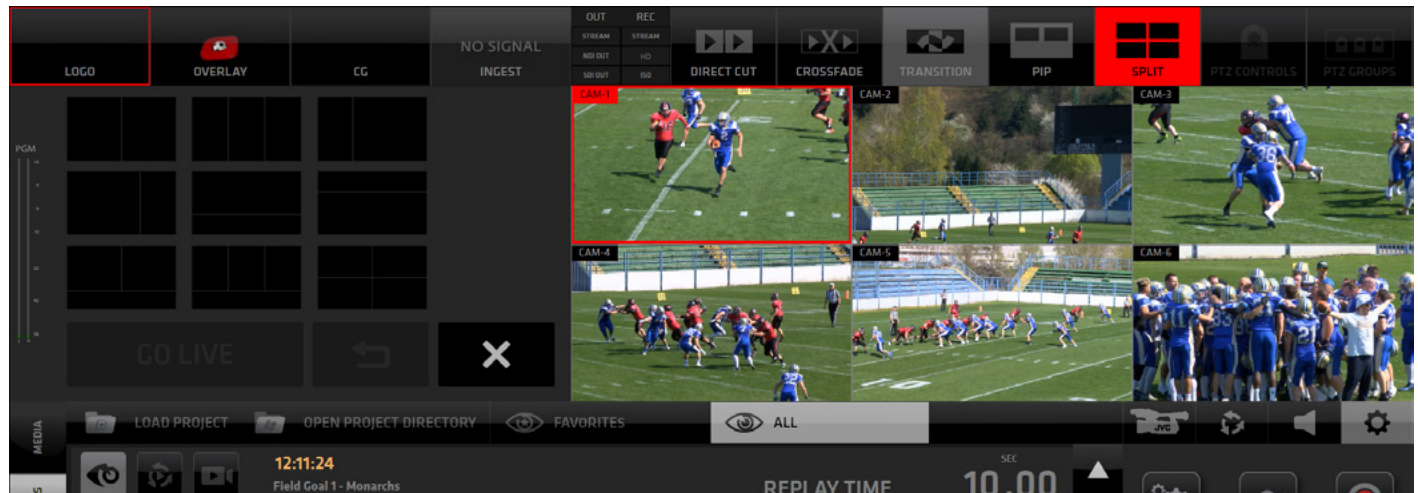 OUT REC
STREAM STREAM
NDI OUT HD
SDI OUT ISO
NO SIGNAL
LOGO OVERLAY CG INGEST
DIRECT CUT CROSSFADE TRANSITION PIP SPLIT PTZ CONTROLS PTZ GROUPS
CAM-1 CAM-2 CAM-3
PGM
CAM-4 CAM-5 CAM-6
GO LIVE
MEDIA
LOAD PROJECT OPEN PROJECT DIRECTORY FAVORITES ALL JVC
12:11:24
Field Goal 1 - Monarchs
REPLAY TIME
SEC
10.00